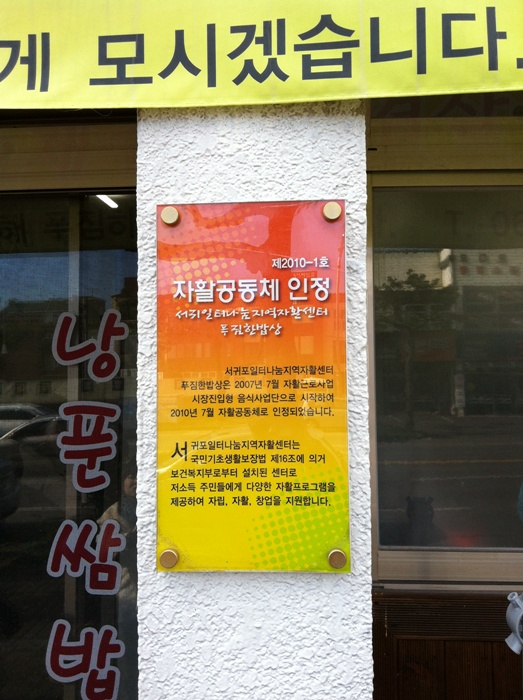 게 모시겠습니다.
제2010-1호
자활공동체 인정
서귀일터나눔지역자활센터
푸짐한밥상
서귀포일터나눔지역자활센터
푸짐한밥상은 2007년 7월 자활근로사업
시장진입형 음식사업단으로 시작하여
2010년 7월 자활공동체로 인정되었습니다.
서귀포일터나눔지역자활센터는
국민기초생활보장법 제16조에 의거
보건복지부로부터 설치된 센터로
저소득 주민들에게 다양한 자활프로그램을
제공하여 자립, 자활, 창업을 지원합니다.
낭푼쌈밥